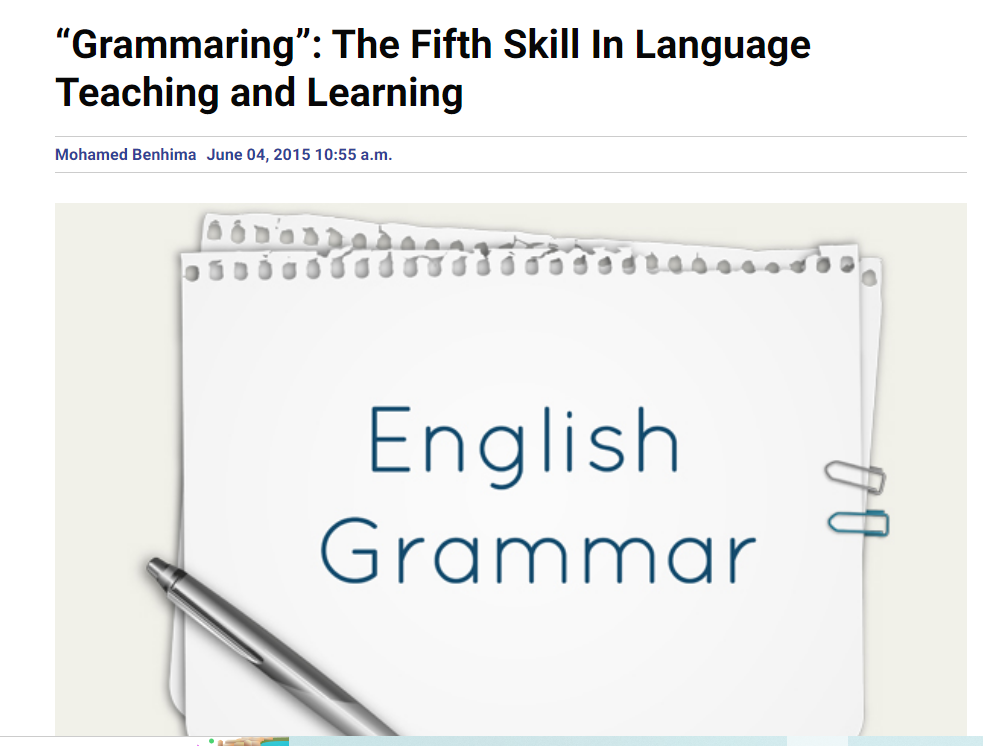 “Grammaring”: The Fifth Skill In Language
Teaching and Learning
Mohamed Benhima June 04, 2015 10:55 a.m.
English
Grammar